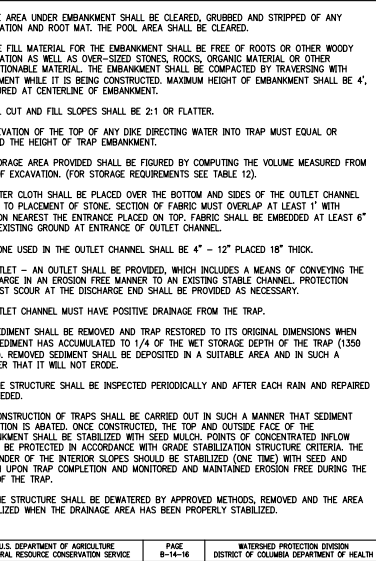 E AREA UNDER EMBANKMENT SHALL BE CLEARED, GRUBBED AND STRIPPED OF ANY
ATION AND ROOT MAT. THE POOL AREA SHALL BE CLEARED.
E FILL MATERIAL FOR THE EMBANKMENT SHALL BE FREE OF ROOTS OR OTHER WOODY
ATION AS WELL AS OVER-SIZED STONES, ROCKS, ORGANIC MATERIAL OR OTHER
TIONABLE MATERIAL. THE EMBANKMENT SHALL BE COMPACTED BY TRAVERSING WITH
MENT WHILE IT IS BEING CONSTRUCTED. MAXIMUM HEIGHT OF EMBANKMENT SHALL BE 4',
URED AT CENTERLINE OF EMBANKMENT.
CUT AND FILL SLOPES SHALL BE 2:1 OR FLATTER.
EVATION OF THE TOP OF ANY DIKE DIRECTING WATER INTO TRAP MUST EQUAL OR
D THE HEIGHT OF TRAP EMBANKMENT.
ORAGE AREA PROVIDED SHALL BE FIGURED BY COMPUTING THE VOLUME MEASURED FROM
OF EXCAVATION. (FOR STORAGE REQUIREMENTS SEE TABLE 12).
TER CLOTH SHALL BE PLACED OVER THE BOTTOM AND SIDES OF THE OUTLET CHANNEL
TO PLACEMENT OF STONE. SECTION OF FABRIC MUST OVERLAP AT LEAST 1' WITH
ON NEAREST THE ENTRANCE PLACED ON TOP. FABRIC SHALL BE EMBEDDED AT LEAST 6"
EXISTING GROUND AT ENTRANCE OF OUTLET CHANNEL.
ONE USED IN THE OUTLET CHANNEL SHALL BE 4" - 12" PLACED 18" THICK.
TLET - AN OUTLET SHALL BE PROVIDED, WHICH INCLUDES A MEANS OF CONVEYING THE
ARGE IN AN EROSION FREE MANNER TO AN EXISTING STABLE CHANNEL. PROTECTION
ST SCOUR AT THE DISCHARGE END SHALL BE PROVIDED AS NECESSARY.
TLET CHANNEL MUST HAVE POSITIVE DRAINAGE FROM THE TRAP.
EDIMENT SHALL BE REMOVED AND TRAP RESTORED TO ITS ORIGINAL DIMENSIONS WHEN
EDIMENT HAS ACCUMULATED TO 1/4 OF THE WET STORAGE DEPTH OF THE TRAP (1350
). REMOVED SEDIMENT SHALL BE DEPOSITED IN A SUITABLE AREA AND IN SUCH A
ER THAT IT WILL NOT ERODE.
E STRUCTURE SHALL BE INSPECTED PERIODICALLY AND AFTER EACH RAIN AND REPAIRED
EDED.
ONSTRUCTION OF TRAPS SHALL BE CARRIED OUT IN SUCH A MANNER THAT SEDIMENT
TION IS ABATED. ONCE CONSTRUCTED, THE TOP AND OUTSIDE FACE OF THE
NKMENT SHALL BE STABILIZED WITH SEED MULCH. POINTS OF CONCENTRATED INFLOW
BE PROTECTED IN ACCORDANCE WITH GRADE STABILIZATION STRUCTURE CRITERIA. THE
NDER OF THE INTERIOR SLOPES SHOULD BE STABILIZED (ONE TIME) WITH SEED AND
UPON TRAP COMPLETION AND MONITORED AND MAINTAINED EROSION FREE DURING THE
OF THE TRAP.
E STRUCTURE SHALL BE DEWATERED BY APPROVED METHODS, REMOVED AND THE AREA
LIZED WHEN THE DRAINAGE AREA HAS BEEN PROPERLY STABILIZED.
U.S. DEPARTMENT OF AGRICULTURE
RAL RESOURCE CONSERVATION SERVICE
PAGE
B-14-16
WATERSHED PROTECTION DIVISION
DISTRICT OF COLUMBIA DEPARTMENT OF HEALTH